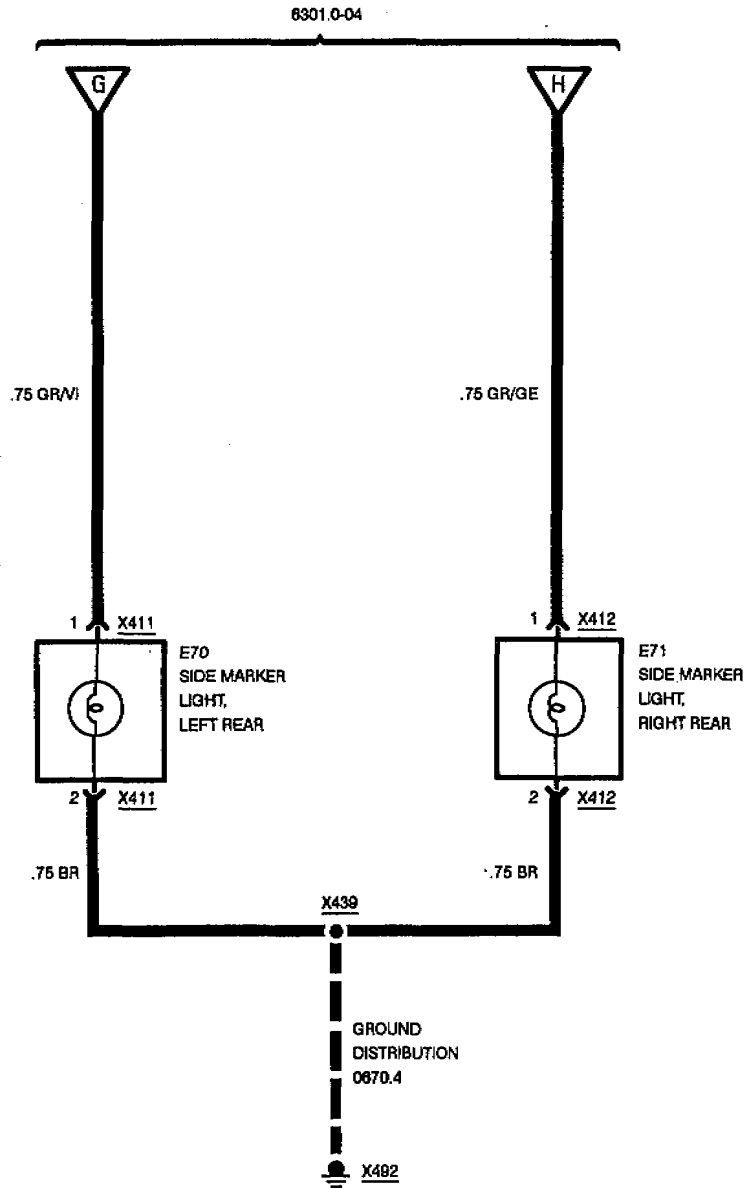 6301.0-04
G
H
.75 GR/VI
.75 GR/GE
1 X411
1 X412
E70
SIDE MARKER
LIGHT,
LEFT REAR
E71
SIDE MARKER
LIGHT,
RIGHT REAR
2 X411
2 X412
.75 BR
.75 BR
X439
GROUND
DISTRIBUTION
0670.4
X492